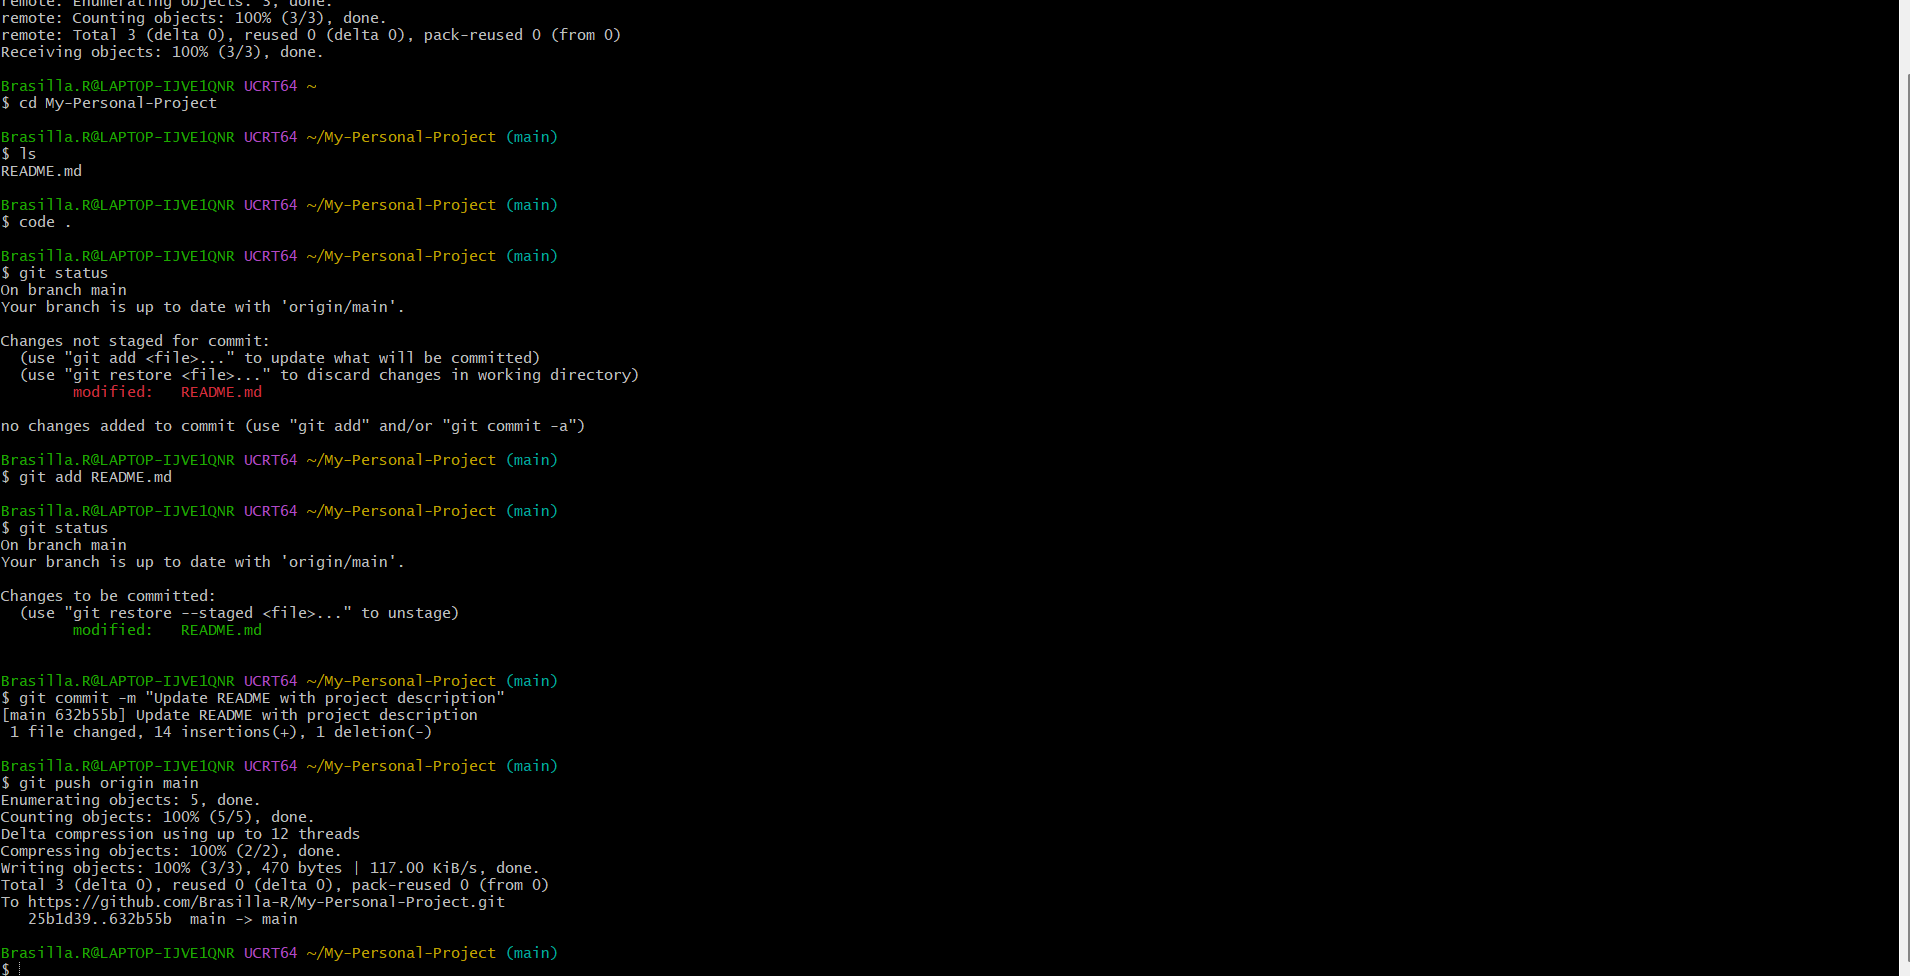 remote: Enumerating objects: 3, done.
remote: Counting objects: 100% (3/3), done.
remote: Total 3 (delta 0), reused 0 (delta 0), pack-reused 0 (from 0)
Receiving objects: 100% (3/3), done.
Brasilla.R@LAPTOP-IJVE1QNR UCRT64 ~
$ cd My-Personal-Project
Brasilla.R@LAPTOP-IJVE1QNR UCRT64 ~/My-Personal-Project (main)
$ ls
README.md
Brasilla.R@LAPTOP-IJVE1QNR UCRT64 ~/My-Personal-Project (main)
$ code .
Brasilla.R@LAPTOP-IJVE1QNR UCRT64 ~/My-Personal-Project (main)
$ git status
On branch main
Your branch is up to date with 'origin/main'.
Changes not staged for commit:
  (use "git add <file>..." to update what will be committed)
  (use "git restore <file>..." to discard changes in working directory)
        modified:   README.md
no changes added to commit (use "git add" and/or "git commit -a")
Brasilla.R@LAPTOP-IJVE1QNR UCRT64 ~/My-Personal-Project (main)
$ git add README.md
Brasilla.R@LAPTOP-IJVE1QNR UCRT64 ~/My-Personal-Project (main)
$ git status
On branch main
Your branch is up to date with 'origin/main'.
Changes to be committed:
  (use "git restore --staged <file>..." to unstage)
        modified:   README.md
Brasilla.R@LAPTOP-IJVE1QNR UCRT64 ~/My-Personal-Project (main)
$ git commit -m "Update README with project description"
[main 632b55b] Update README with project description
 1 file changed, 14 insertions(+), 1 deletion(-)
Brasilla.R@LAPTOP-IJVE1QNR UCRT64 ~/My-Personal-Project (main)
$ git push origin main
Enumerating objects: 5, done.
Counting objects: 100% (5/5), done.
Delta compression using up to 12 threads
Compressing objects: 100% (2/2), done.
Writing objects: 100% (3/3), 470 bytes | 117.00 KiB/s, done.
Total 3 (delta 0), reused 0 (delta 0), pack-reused 0 (from 0)
To https://github.com/Brasilla-R/My-Personal-Project.git
   25b1d39..632b55b  main -> main
Brasilla.R@LAPTOP-IJVE1QNR UCRT64 ~/My-Personal-Project (main)
$